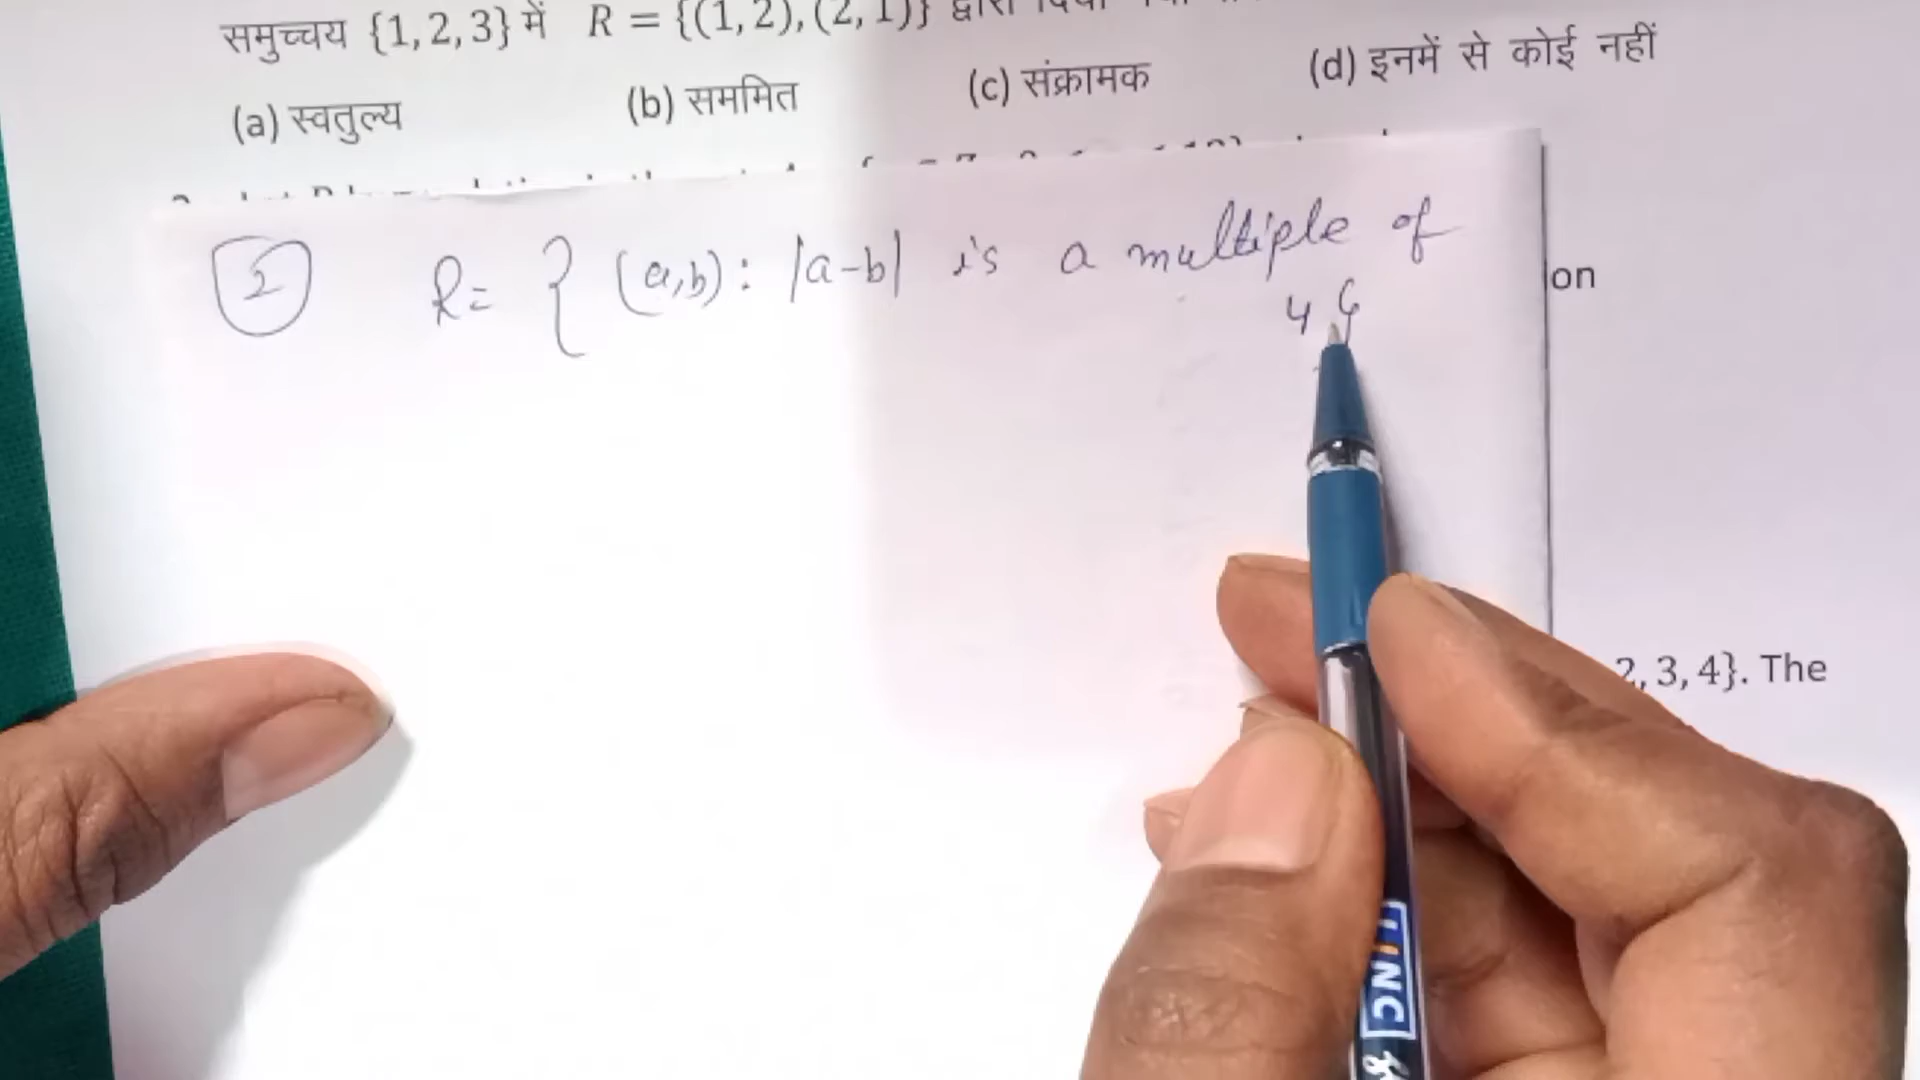 समुच्चय {1, 2, 3} में R = {(1, 2), (2, 1)} द्वारा
(a) स्वतुल्य (b) सममित (c) संक्रामक (d) इनमें से कोई नहीं
2 R = { (a,b) : |a-b| is a multiple of
4
on
2, 3, 4}. The
LINC